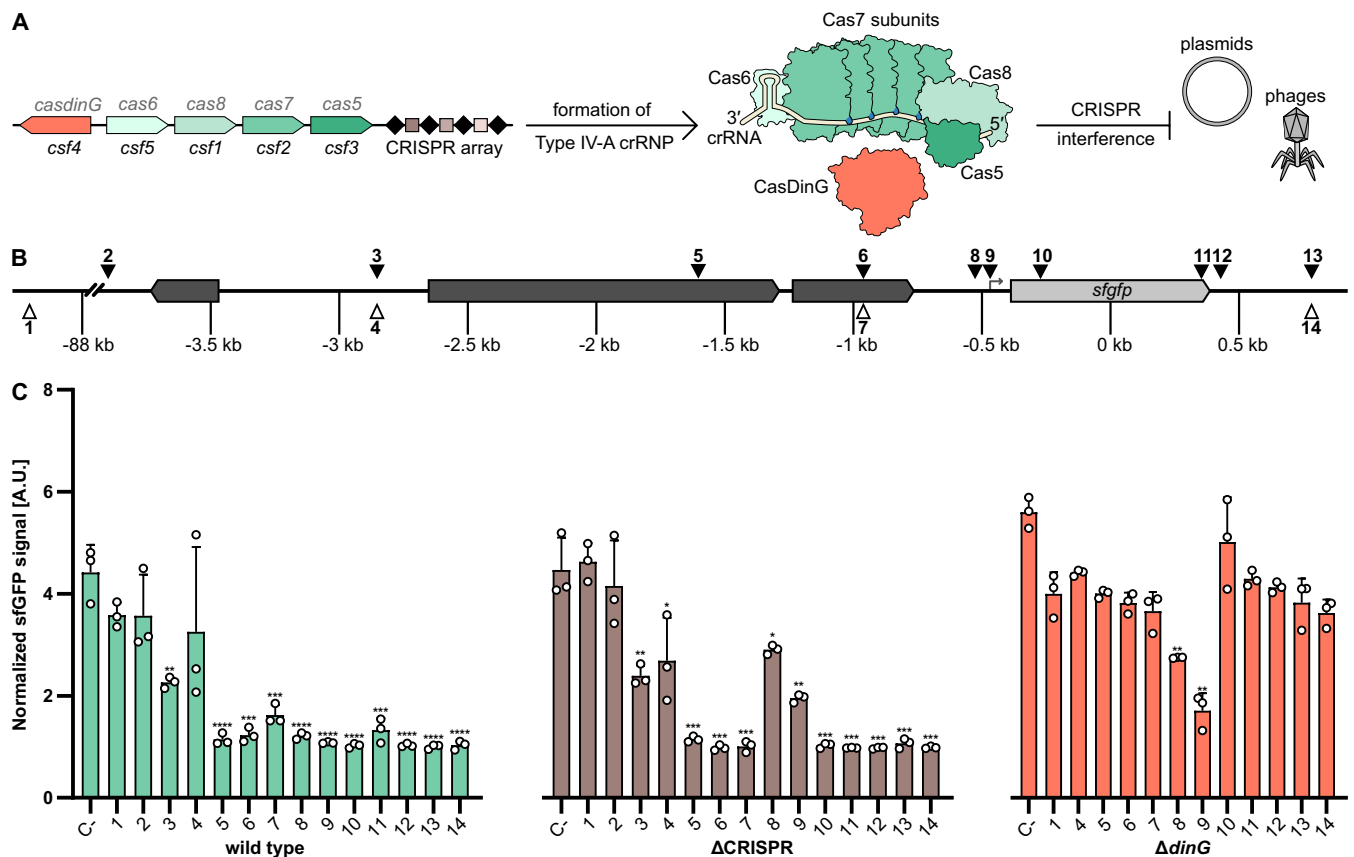 A
casdinG cas6 cas8 cas7 cas5
csf4 csf5 csf1 csf2 csf3 CRISPR array
formation of
Type IV-A crRNP
Cas7 subunits
Cas6
Cas8
3′
crRNA
5′
Cas5
CasDinG
CRISPR
interference
plasmids
phages
B
2 3 5 6 8 9 10 11 12 13
sfgfp
1 4 7 14
-88 kb -3.5 kb -3 kb -2.5 kb -2 kb -1.5 kb -1 kb -0.5 kb 0 kb 0.5 kb
C
Normalized sfGFP signal [A.U.]
8
6
4
2
0
** **** *** *** **** **** **** *** **** **** ****
C- 1 2 3 4 5 6 7 8 9 10 11 12 13 14
wild type
** * *** *** *** * ** *** *** *** *** ***
C- 1 2 3 4 5 6 7 8 9 10 11 12 13 14
ΔCRISPR
** **
C- 1 4 5 6 7 8 9 10 11 12 13 14
ΔdinG